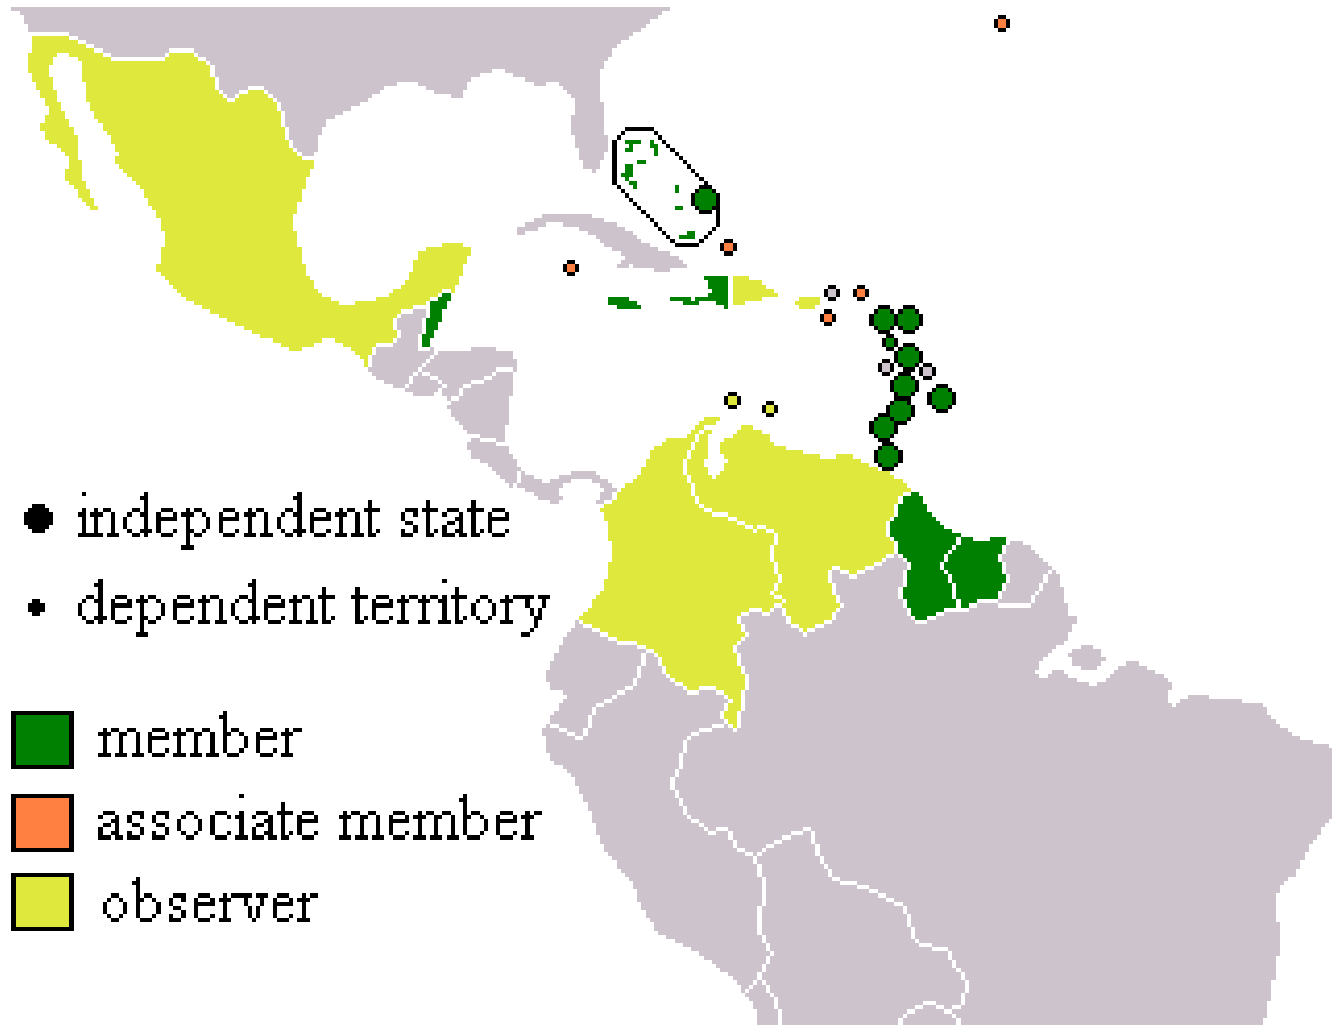 independent state
dependent territory
member
associate member
observer